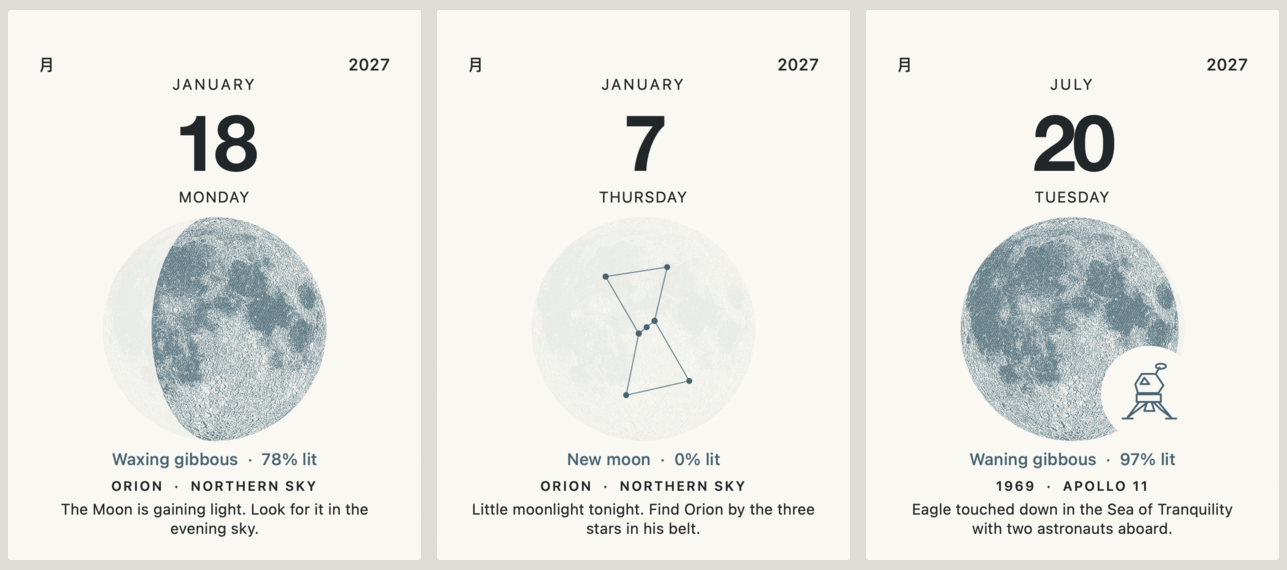 月
2027
JANUARY
18
MONDAY
Waxing gibbous · 78% lit
ORION · NORTHERN SKY
The Moon is gaining light. Look for it in the
evening sky.
月
2027
JANUARY
7
THURSDAY
New moon · 0% lit
ORION · NORTHERN SKY
Little moonlight tonight. Find Orion by the three
stars in his belt.
月
2027
JULY
20
TUESDAY
Waning gibbous · 97% lit
1969 · APOLLO 11
Eagle touched down in the Sea of Tranquility
with two astronauts aboard.